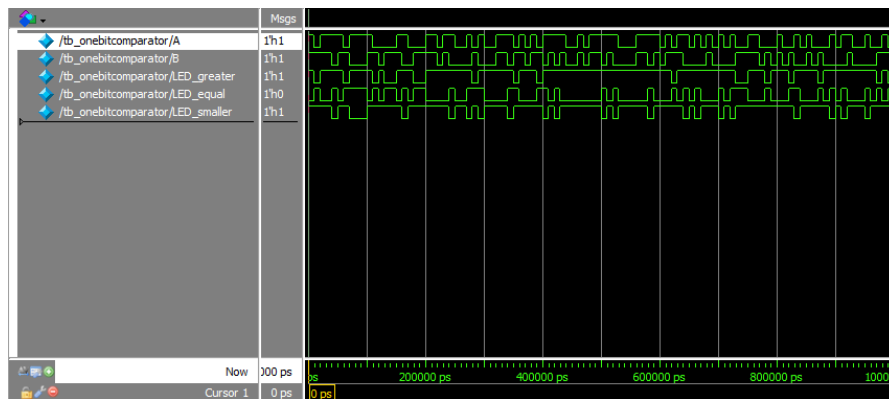 Msgs
/tb_onebitcomparator/A 1'h1
/tb_onebitcomparator/B 1'h1
/tb_onebitcomparator/LED_greater 1'h1
/tb_onebitcomparator/LED_equal 1'h0
/tb_onebitcomparator/LED_smaller 1'h1
Now 000 ps ps 200000 ps 400000 ps 600000 ps 800000 ps 1000
Cursor 1 0 ps 0 ps